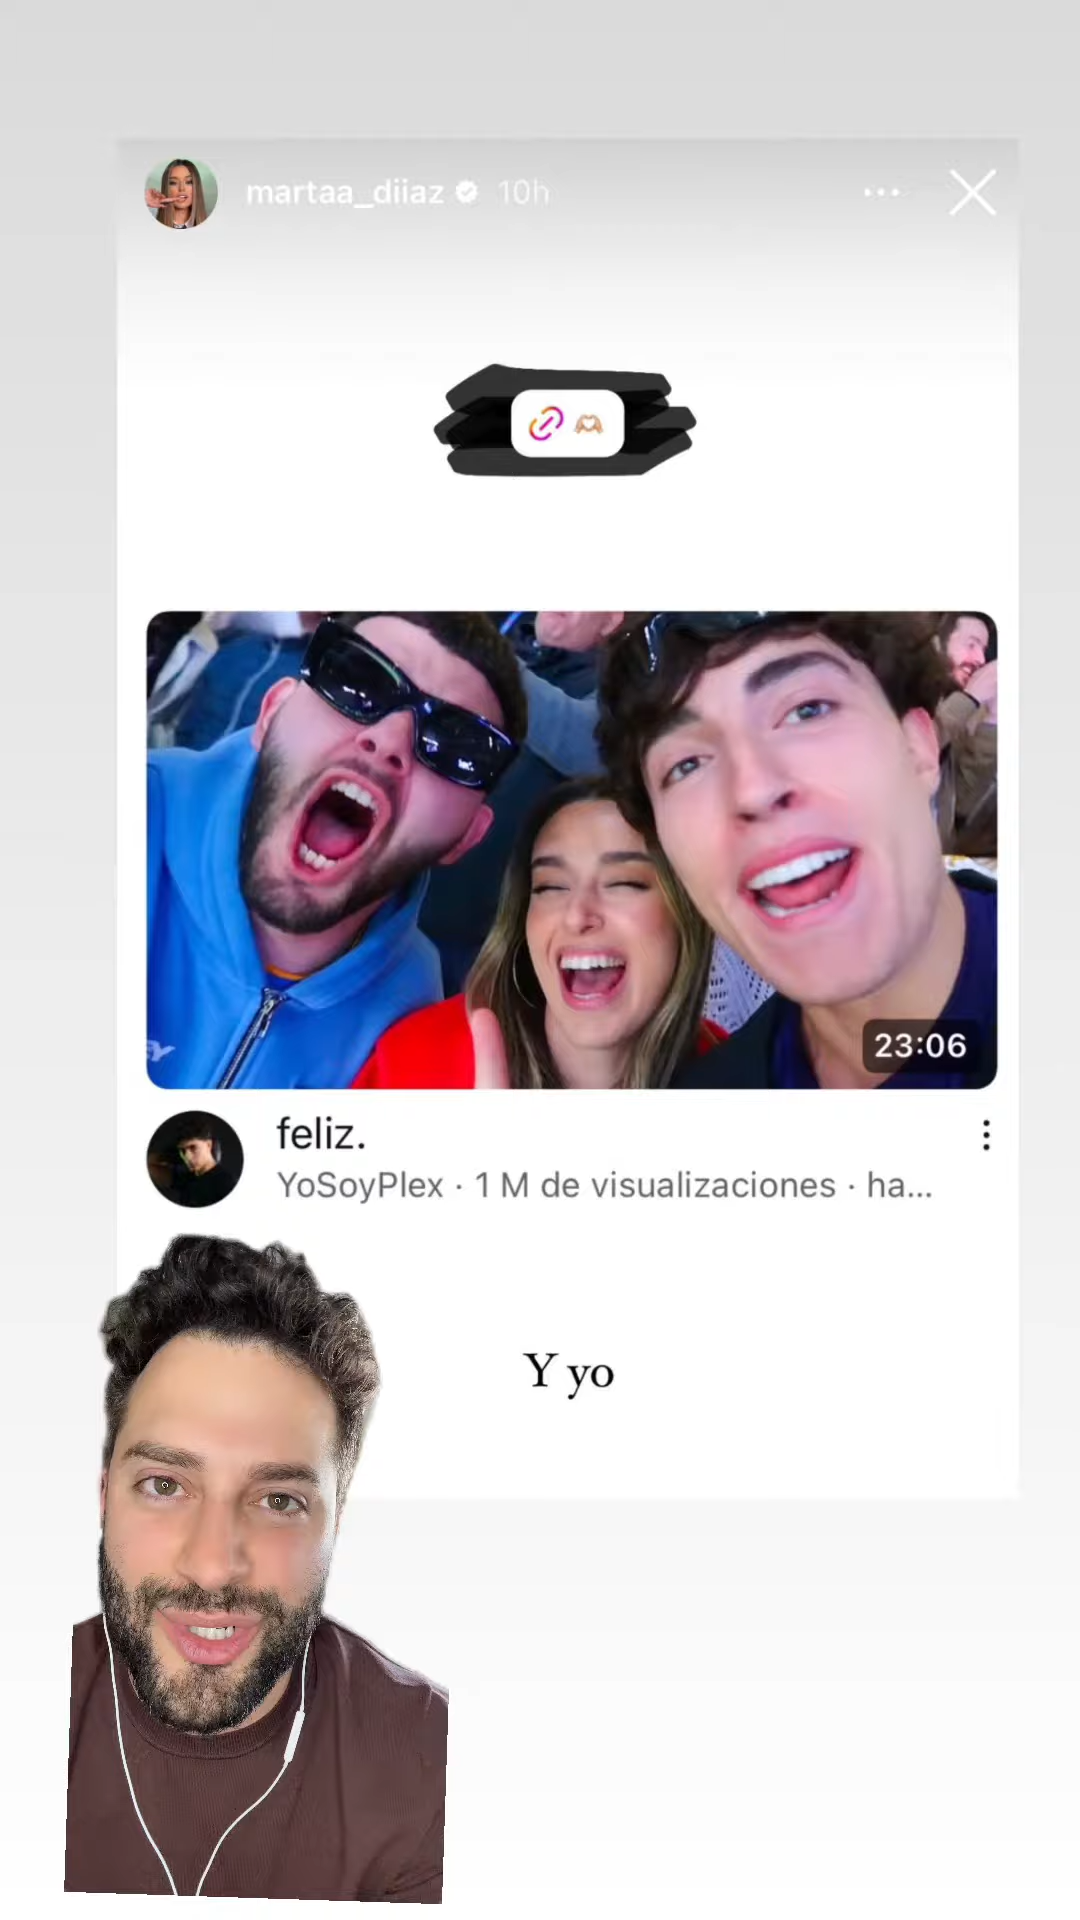 martaa_diiaz 10h
23:06
feliz.
YoSoyPlex · 1 M de visualizaciones · ha...
Y yo